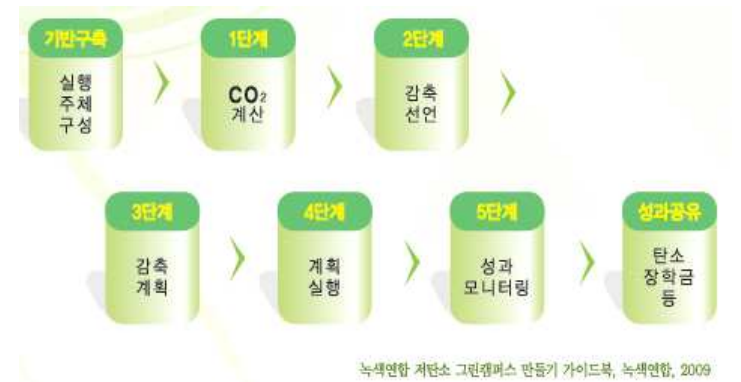 기반구축
실행
주체
구성
1단계
CO₂
계산
2단계
감축
선언
3단계
감축
계획
4단계
계획
실행
5단계
성과
모니터링
성과공유
탄소
장학금
등
녹색연합 저탄소 그린캠퍼스 만들기 가이드북, 녹색연합, 2009